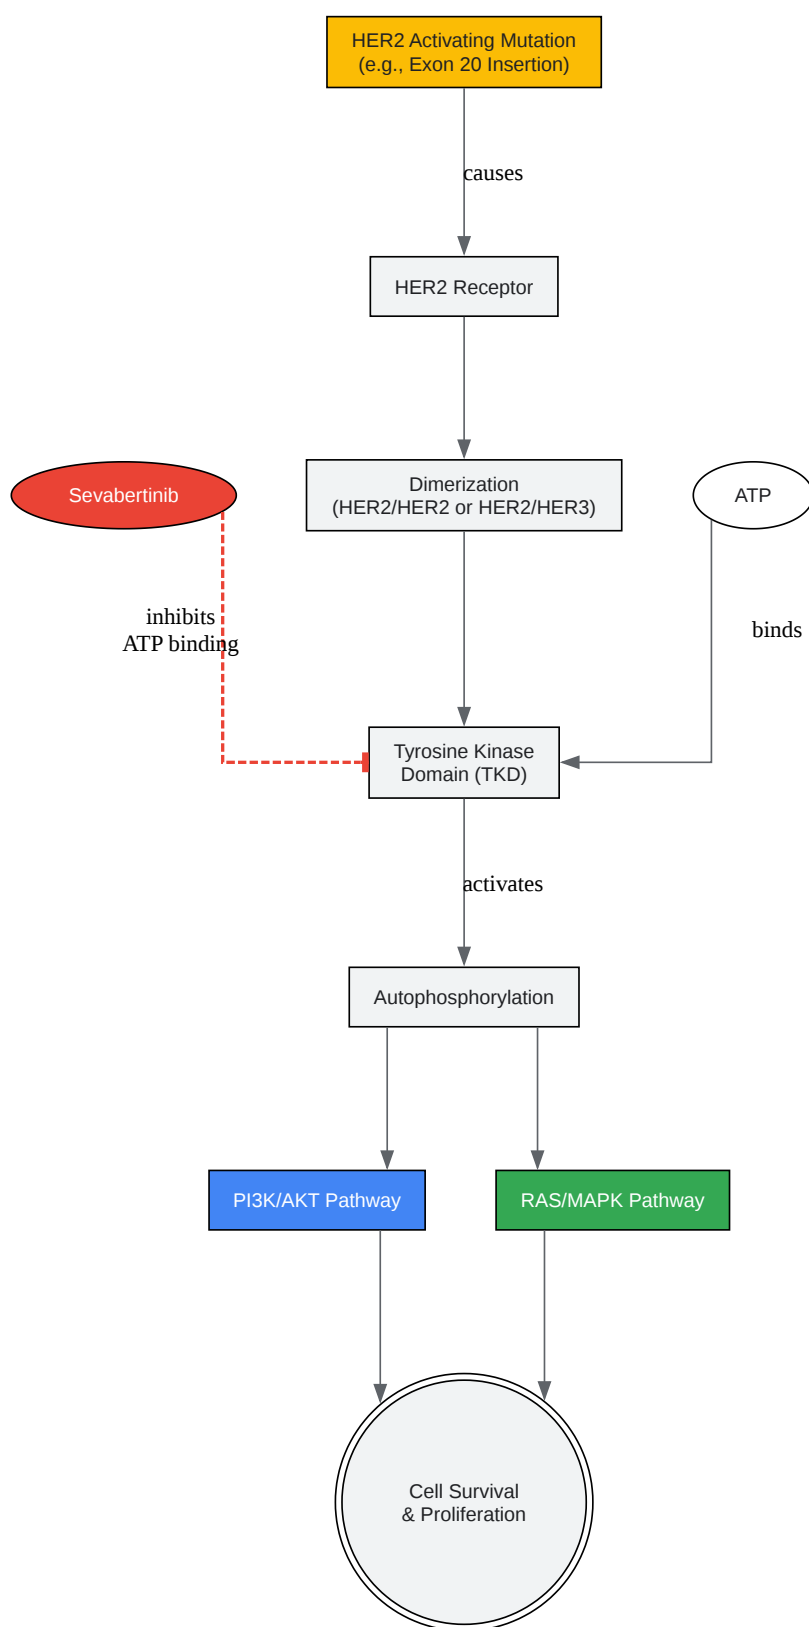 HER2 Activating Mutation
(e.g., Exon 20 Insertion)
causes
HER2 Receptor
Sevabertinib
Dimerization
(HER2/HER2 or HER2/HER3)
ATP
inhibits
ATP binding
binds
Tyrosine Kinase
Domain (TKD)
activates
Autophosphorylation
PI3K/AKT Pathway
RAS/MAPK Pathway
Cell Survival
& Proliferation